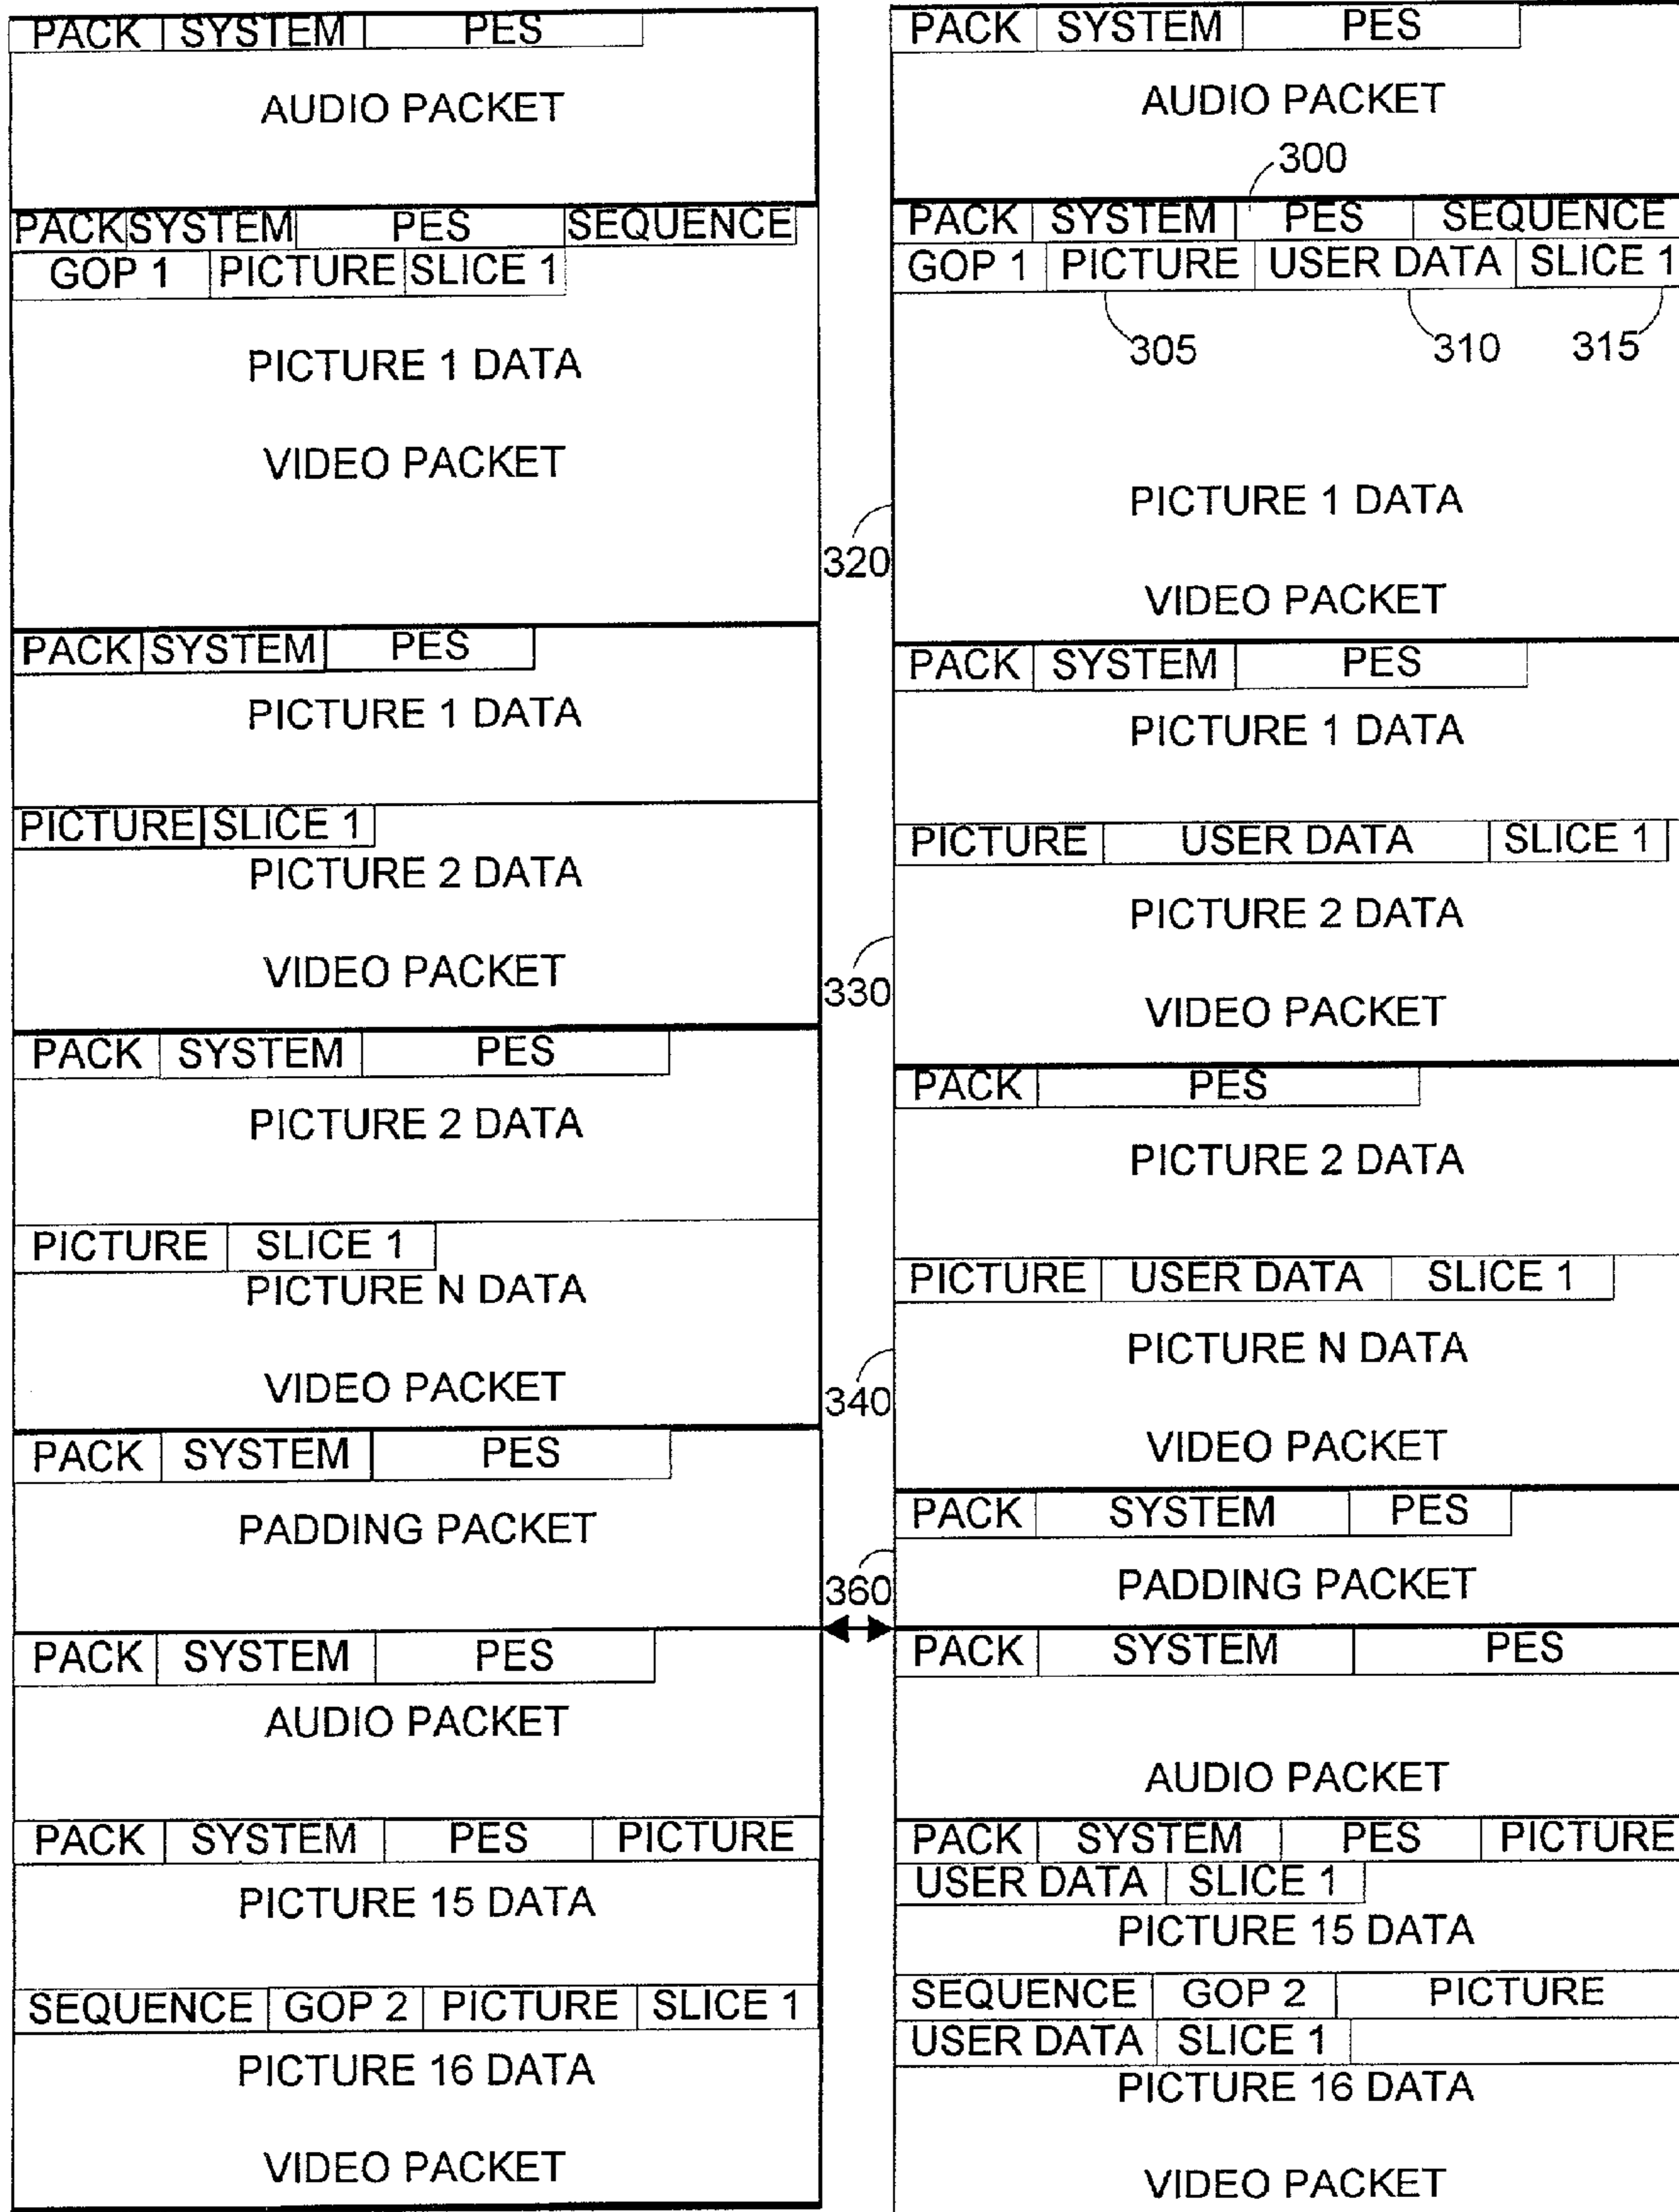 PACK SYSTEM PES
AUDIO PACKET
PACK SYSTEM PES SEQUENCE
GOP 1 PICTURE SLICE 1
PICTURE 1 DATA
VIDEO PACKET
PACK SYSTEM PES
PICTURE 1 DATA
PICTURE SLICE 1
PICTURE 2 DATA
VIDEO PACKET
PACK SYSTEM PES
PICTURE 2 DATA
PICTURE SLICE 1
PICTURE N DATA
VIDEO PACKET
PACK SYSTEM PES
PADDING PACKET
PACK SYSTEM PES
AUDIO PACKET
PACK SYSTEM PES PICTURE
PICTURE 15 DATA
SEQUENCE GOP 2 PICTURE SLICE 1
PICTURE 16 DATA
VIDEO PACKET
320
330
340
360
PACK SYSTEM PES
AUDIO PACKET
300
PACK SYSTEM PES SEQUENCE
GOP 1 PICTURE USER DATA SLICE 1
305 310 315
PICTURE 1 DATA
VIDEO PACKET
PACK SYSTEM PES
PICTURE 1 DATA
PICTURE USER DATA SLICE 1
PICTURE 2 DATA
VIDEO PACKET
PACK PES
PICTURE 2 DATA
PICTURE USER DATA SLICE 1
PICTURE N DATA
VIDEO PACKET
PACK SYSTEM PES
PADDING PACKET
PACK SYSTEM PES
AUDIO PACKET
PACK SYSTEM PES PICTURE
USER DATA SLICE 1
PICTURE 15 DATA
SEQUENCE GOP 2 PICTURE
USER DATA SLICE 1
PICTURE 16 DATA
VIDEO PACKET